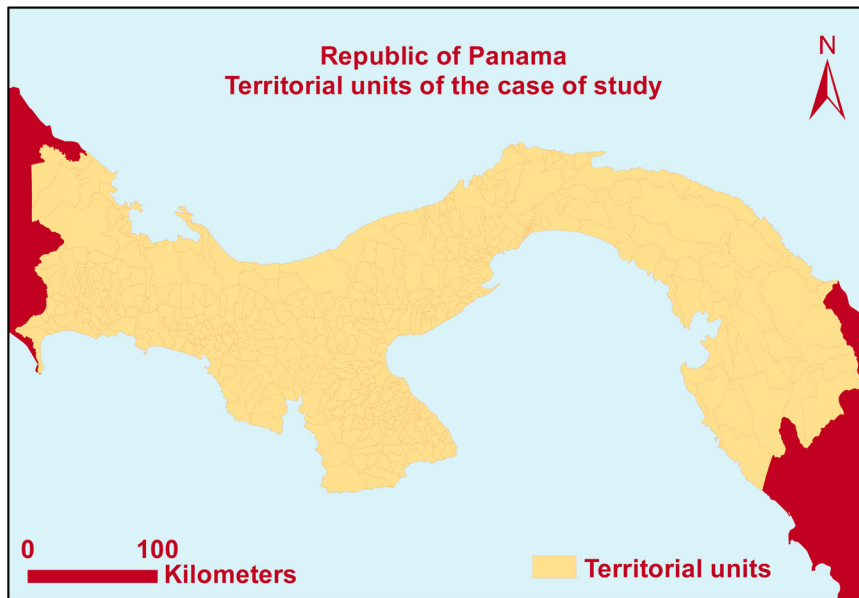 Republic of Panama
Territorial units of the case of study
N
0 100
Kilometers
Territorial units